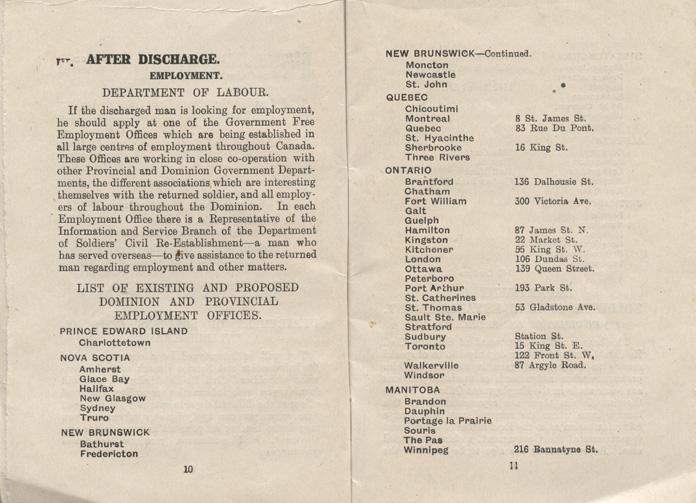 IV. AFTER DISCHARGE.
EMPLOYMENT.
DEPARTMENT OF LABOUR.
If the discharged man is looking for employment,
he should apply at one of the Government Free
Employment Offices which are being established in
all large centres of employment throughout Canada.
These Offices are working in close co-operation with
other Provincial and Dominion Government Depart-
ments, the different associations which are interesting
themselves with the returned soldier, and all employ-
ers of labour throughout the Dominion. In each
Employment Office there is a Representative of the
Information and Service Branch of the Department
of Soldiers' Civil Re-Establishment—a man who
has served overseas—to give assistance to the returned
man regarding employment and other matters.
LIST OF EXISTING AND PROPOSED
DOMINION AND PROVINCIAL
EMPLOYMENT OFFICES.
PRINCE EDWARD ISLAND
Charlottetown
NOVA SCOTIA
Amherst
Glace Bay
Halifax
New Glasgow
Sydney
Truro
NEW BRUNSWICK
Bathurst
Fredericton
10
NEW BRUNSWICK—Continued.
Moncton
Newcastle
St. John
QUEBEC
Chicoutimi
Montreal 8 St. James St.
Quebec 83 Rue Du Pont.
St. Hyacinthe
Sherbrooke 16 King St.
Three Rivers
ONTARIO
Brantford 136 Dalhousie St.
Chatham
Fort William 300 Victoria Ave.
Galt
Guelph
Hamilton 87 James St. N.
Kingston 22 Market St.
Kitchener 55 King St. W.
London 106 Dundas St.
Ottawa 139 Queen Street.
Peterboro
Port Arthur 193 Park St.
St. Catherines
St. Thomas 53 Gladstone Ave.
Sault Ste. Marie
Stratford
Sudbury Station St.
Toronto 15 King St. E.
122 Front St. W.
Walkerville 87 Argyle Road.
Windsor
MANITOBA
Brandon
Dauphin
Portage la Prairie
Souris
The Pas
Winnipeg 216 Bannatyne St.
11